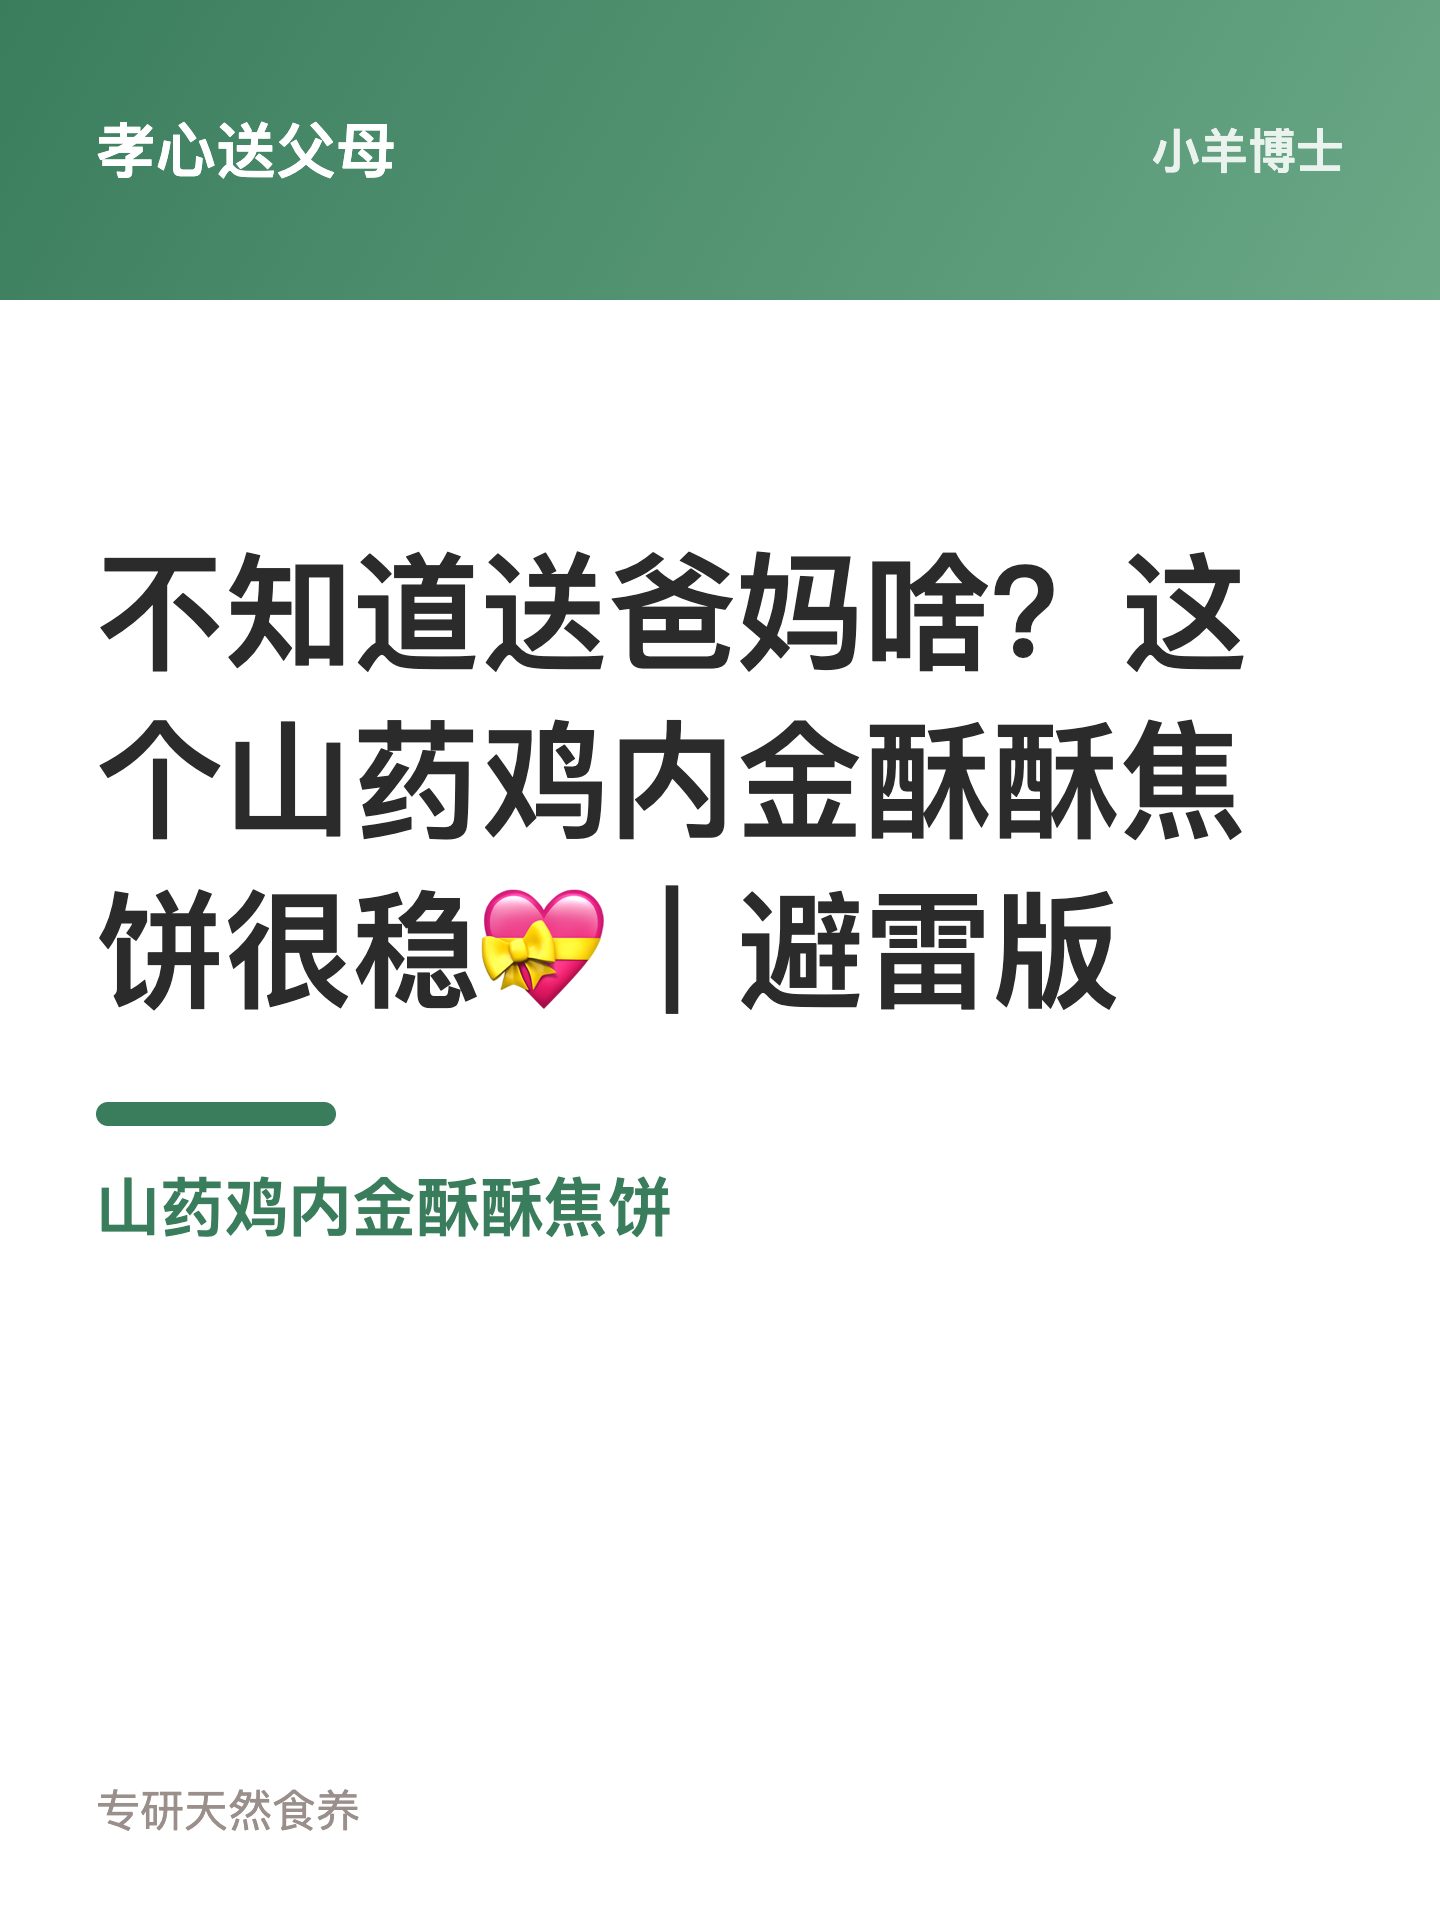 孝心送父母
小羊博士
不知道送爸妈啥？这
个山药鸡内金酥酥焦
饼很稳💝｜避雷版
山药鸡内金酥酥焦饼
专研天然食养